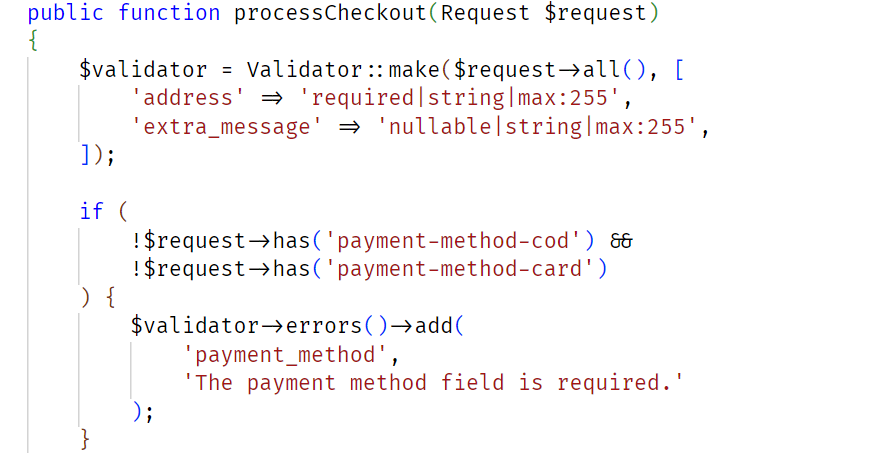 public function processCheckout(Request $request)
{
    $validator = Validator::make($request->all(), [
        'address' => 'required|string|max:255',
        'extra_message' => 'nullable|string|max:255',
    ]);

    if (
        !$request->has('payment-method-cod') &&
        !$request->has('payment-method-card')
    ) {
        $validator->errors()->add(
            'payment_method',
            'The payment method field is required.'
        );
    }